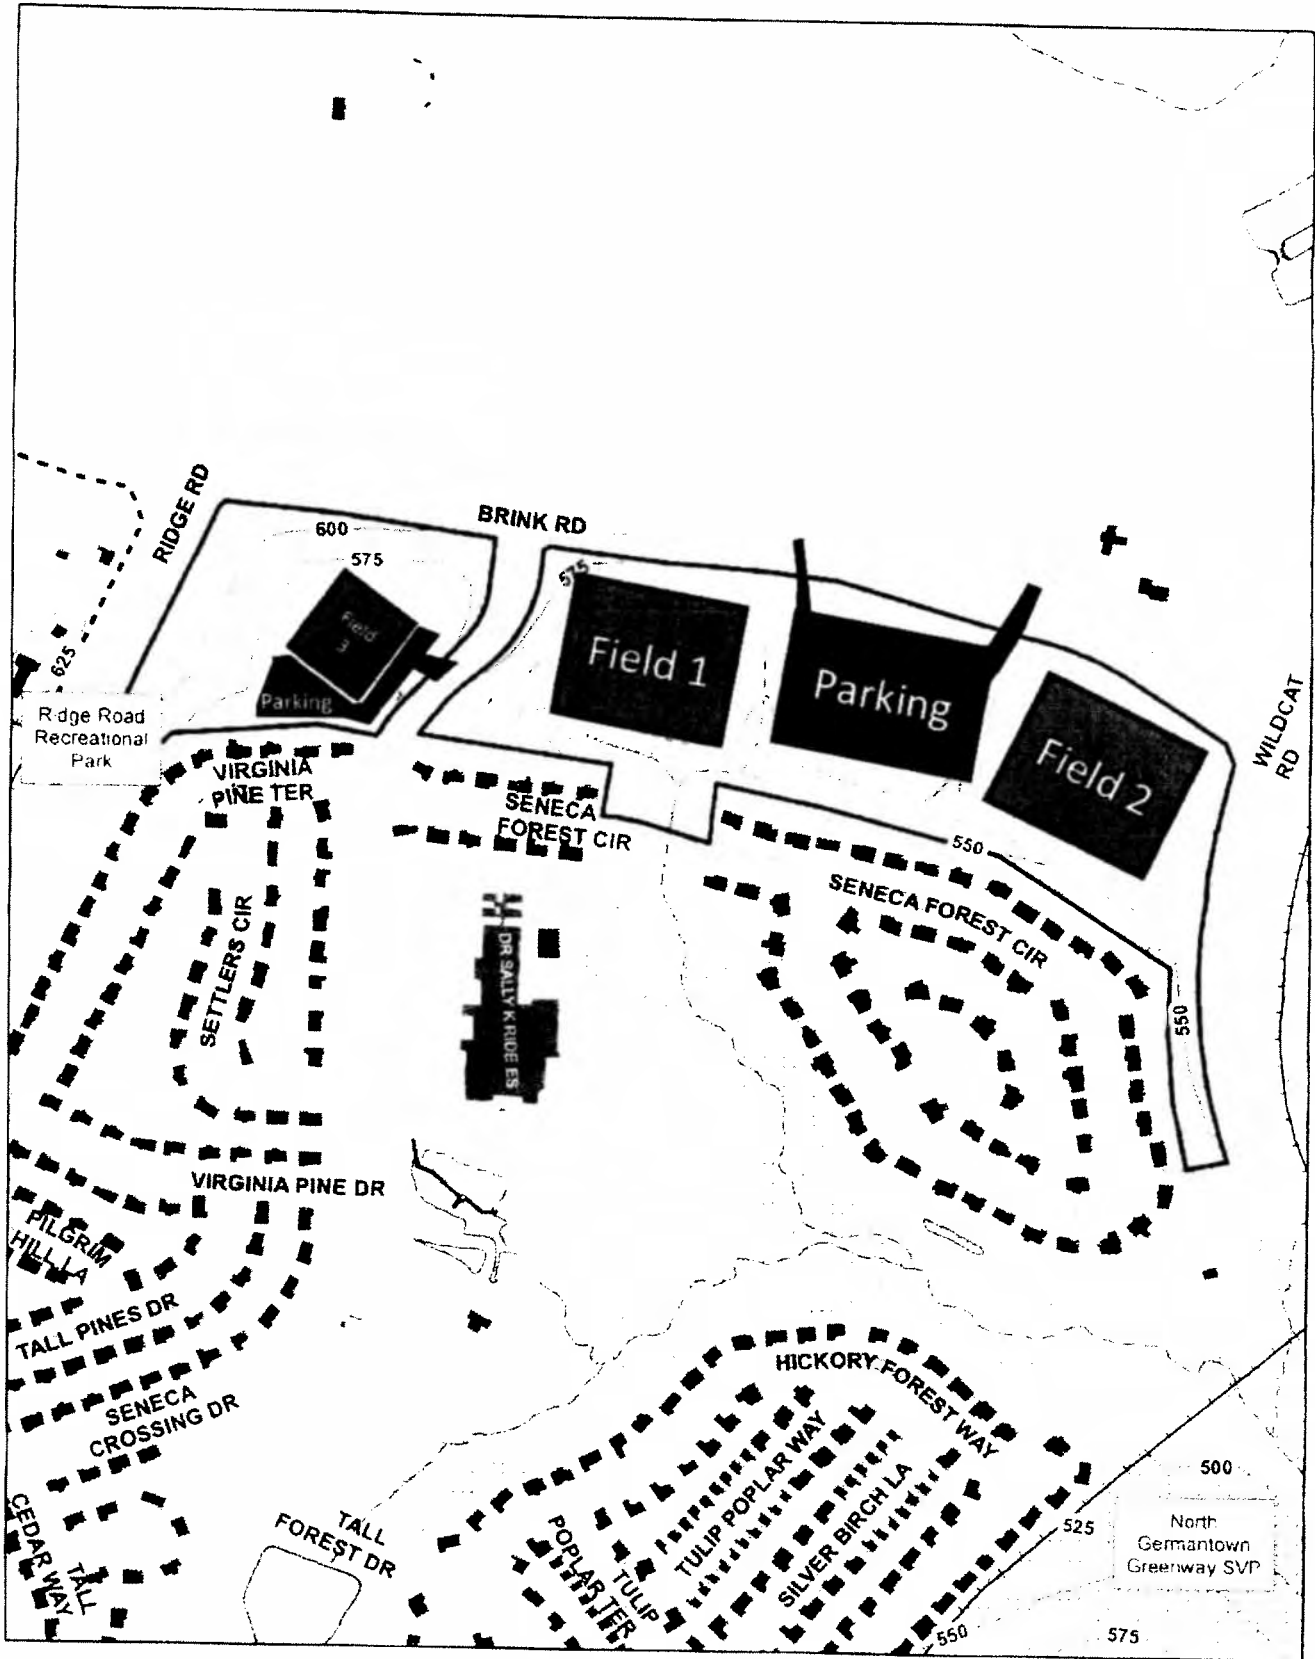 RIDGE RD
BRINK RD
600
575
575
Field
3
Parking
Field 1
Parking
Field 2
WILDCAT
RD
625
Ridge Road
Recreational
Park
VIRGINIA
PINE TER
SENECA
FOREST CIR
550
SENECA FOREST CIR
SETTLERS CIR
DR SALLY K RIDE ES
550
VIRGINIA PINE DR
PILGRIM
HILL LA
TALL PINES DR
SENECA
CROSSING DR
HICKORY FOREST WAY
TULIP POPLAR WAY
SILVER BIRCH LA
CEDAR WAY
TALL
TALL
FOREST DR
POPLAR TER
TULIP
500
525
North
Germantown
Greenway SVP
550
575